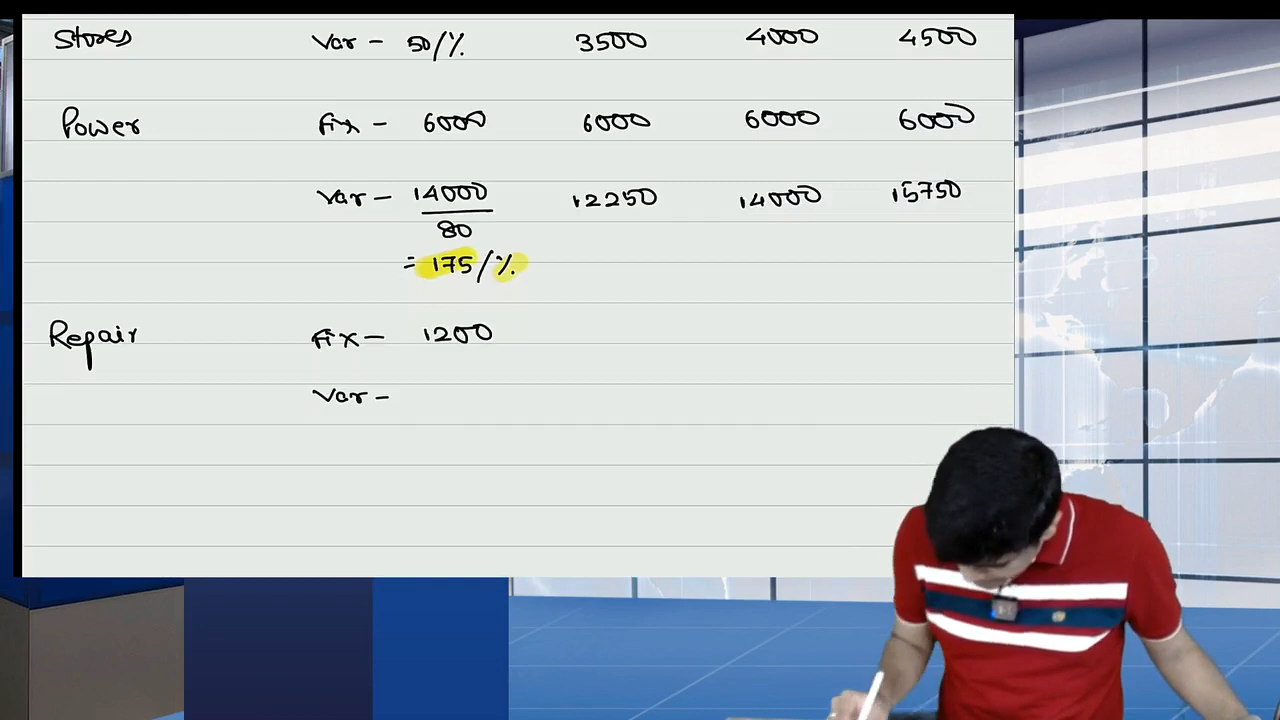 Stores Var - 50/% 3500 4000 4500
Power Fix - 6000 6000 6000 6000
Var - 14000 12250 14000 15750
80
= 175/%
Repair Fix - 1200
Var -